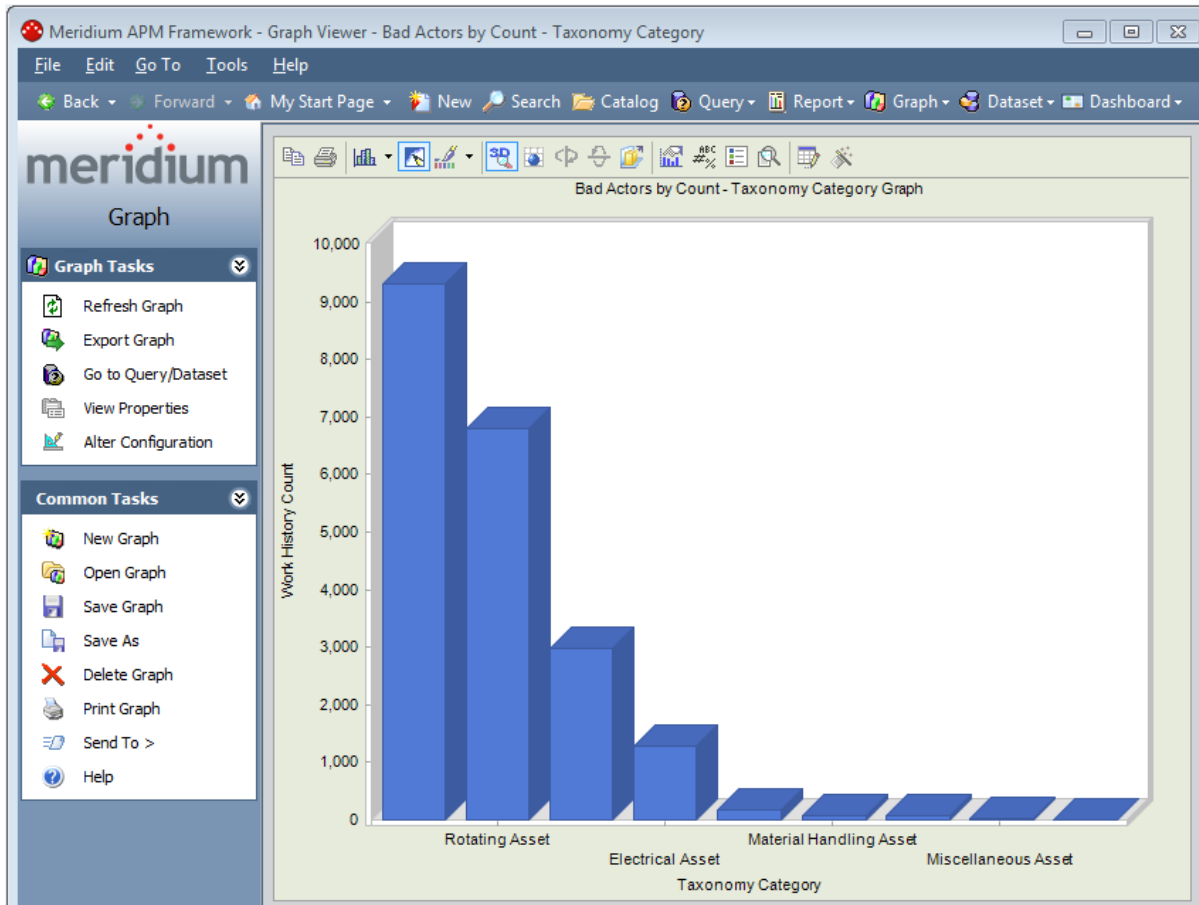 Meridium APM Framework - Graph Viewer - Bad Actors by Count - Taxonomy Category
File Edit Go To Tools Help
Back Forward My Start Page New Search Catalog Query Report Graph Dataset Dashboard
meridium
Graph
Graph Tasks
Refresh Graph
Export Graph
Go to Query/Dataset
View Properties
Alter Configuration
Common Tasks
New Graph
Open Graph
Save Graph
Save As
Delete Graph
Print Graph
Send To >
Help
3D
ABC
#%
Bad Actors by Count - Taxonomy Category Graph
10,000
9,000
8,000
7,000
6,000
5,000
4,000
3,000
2,000
1,000
0
Work History Count
Rotating Asset
Material Handling Asset
Electrical Asset
Miscellaneous Asset
Taxonomy Category